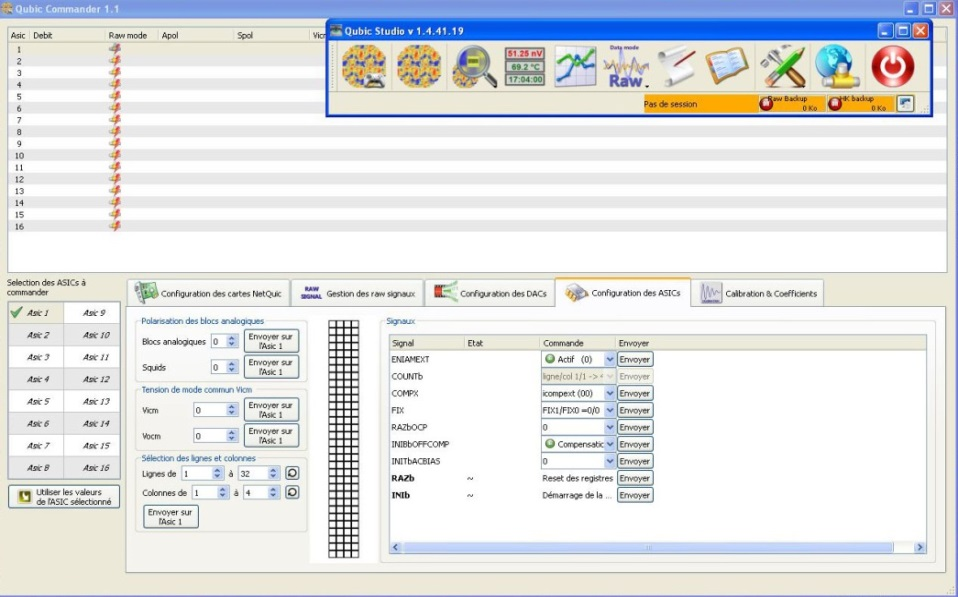 Qubic Commander 1.1
Asic Debit Raw mode Apol Spol
1
2
3
4
5
6
7
8
9
10
11
12
13
14
15
16
Qubic Studio v 1.4.41.19
51.25 nV
69.2 °C
17:04:00
Data mode
Raw
Pas de session
Raw Backup
0 Ko
HK backup
0 Ko
Selection des ASICs à
commander
Asic 1 Asic 9
Asic 2 Asic 10
Asic 3 Asic 11
Asic 4 Asic 12
Asic 5 Asic 13
Asic 6 Asic 14
Asic 7 Asic 15
Asic 8 Asic 16
Utiliser les valeurs
de l'ASIC sélectionné
Configuration des cartes NetQuic
RAW
SIGNAL
Gestion des raw signaux
Configuration des DACs
Configuration des ASICs
Calibration & Coefficients
Polarisation des blocs analogiques
Blocs analogiques 0 Envoyer sur
l'Asic 1
Squids 0 Envoyer sur
l'Asic 1
Tension de mode commun Vicm
Vicm 0 Envoyer sur
l'Asic 1
Vocm 0 Envoyer sur
l'Asic 1
Sélection des lignes et colonnes
Lignes de 1 à 32
Colonnes de 1 à 4
Envoyer sur
l'Asic 1
Signaux
Signal Etat Commande Envoyer
ENIAMEXT Actif (0) Envoyer
COUNTb ligne/col 1/1 -> 4 Envoyer
COMPX icompext (00) Envoyer
FIX FIX1/FIX0 =0/0 Envoyer
RAZbOCP 0 Envoyer
INIBbOFFCOMP Compensatic Envoyer
INITbACBIAS 0 Envoyer
RAZb ~ Reset des registres Envoyer
INIb ~ Démarrage de la ... Envoyer